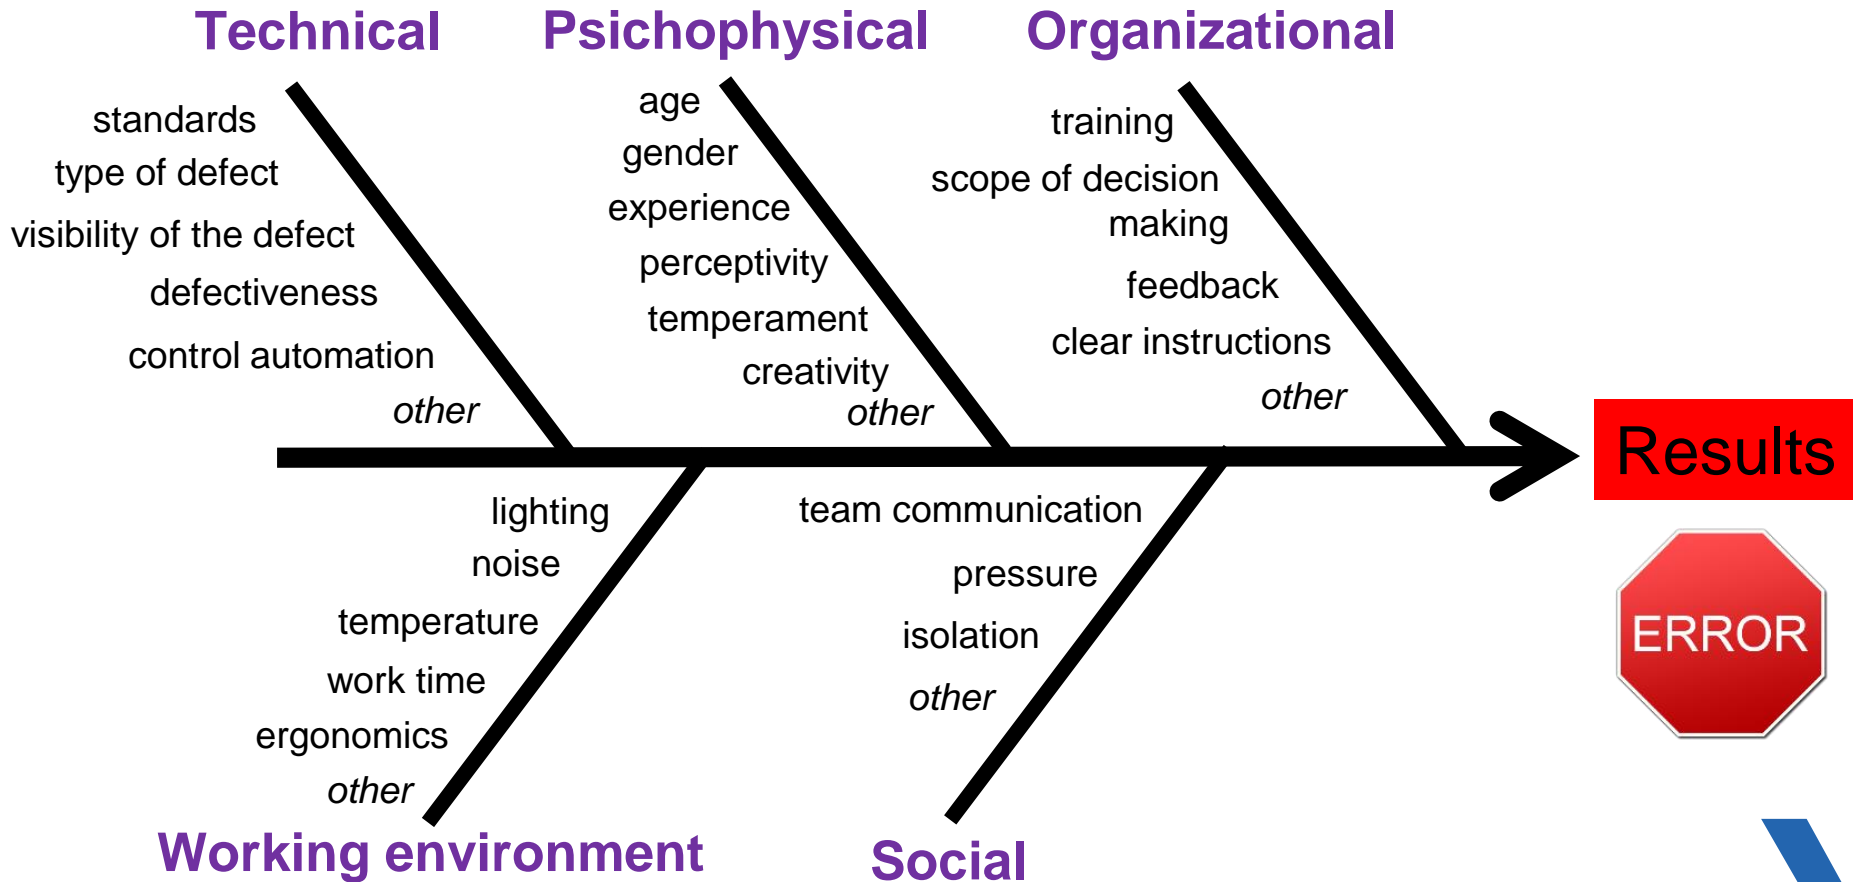 Technical
standards
type of defect
visibility of the defect
defectiveness
control automation
other
Psichophysical
age
gender
experience
perceptivity
temperament
creativity
other
Organizational
training
scope of decision
making
feedback
clear instructions
other
Results
ERROR
lighting
noise
temperature
work time
ergonomics
other
Working environment
team communication
pressure
isolation
other
Social